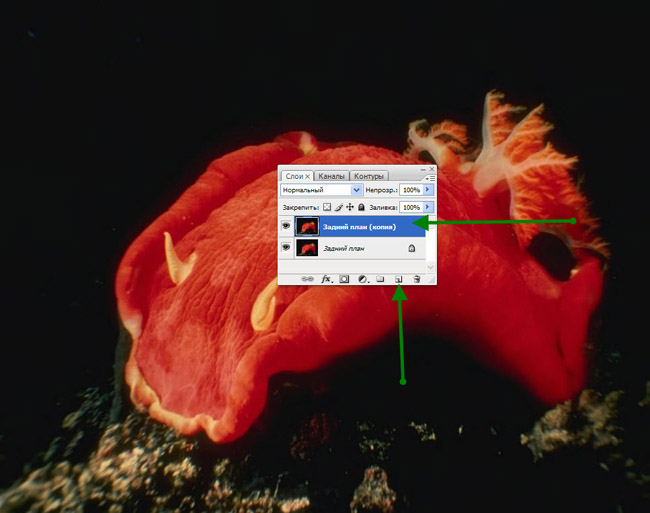 Слои × Каналы Контуры
Нормальный Непрозр.: 100%
Закрепить: Заливка: 100%
Задний план (копия)
Задний план
fx